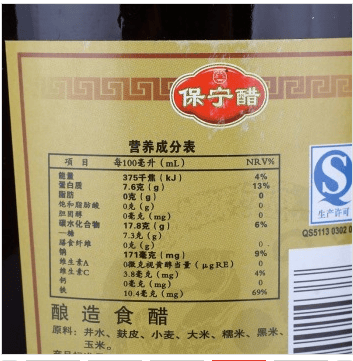 保宁醋
营养成分表
项 目 每100毫升（mL） NRV%
能量 375千焦（kJ） 4%
蛋白质 7.6克（g） 13%
脂肪 0克（g） 0
饱和脂肪酸 0克（g） 0
胆固醇 0毫克（mg） 0
碳水化合物 17.8克（g） 6%
一糖 7.3克（g）
膳食纤维 0克（g） 0
钠 171毫克（mg） 9%
维生素A 0微克视黄醇当量（μgRE） 0
维生素C 3.8毫克（mg） 4%
钙 0毫克（mg） 0
铁 10.4毫克（mg） 69%
生产许可
QS5113 0302 0
酿造食醋
原料：井水、麸皮、小麦、大米、糯米、黑米、
玉米。